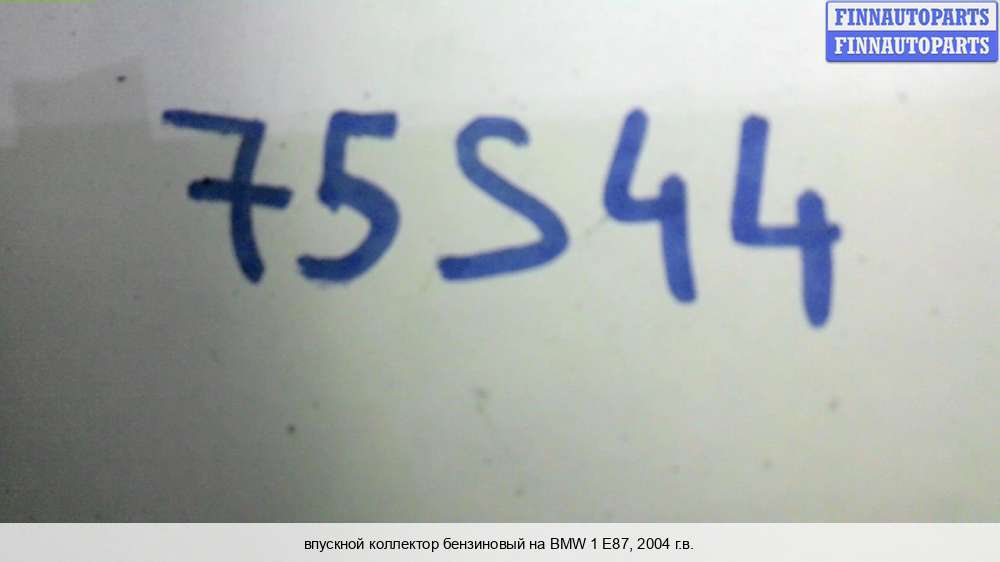 FINNAUTOPARTS
FINNAUTOPARTS
75S44
впускной коллектор бензиновый на BMW 1 E87, 2004 г.в.